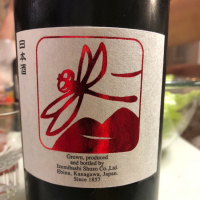 日本酒
Grown, produced
and bottled by
Izumibashi Shuzo Co.,Ltd.
Ebina, Kanagawa, Japan.
Since 1857